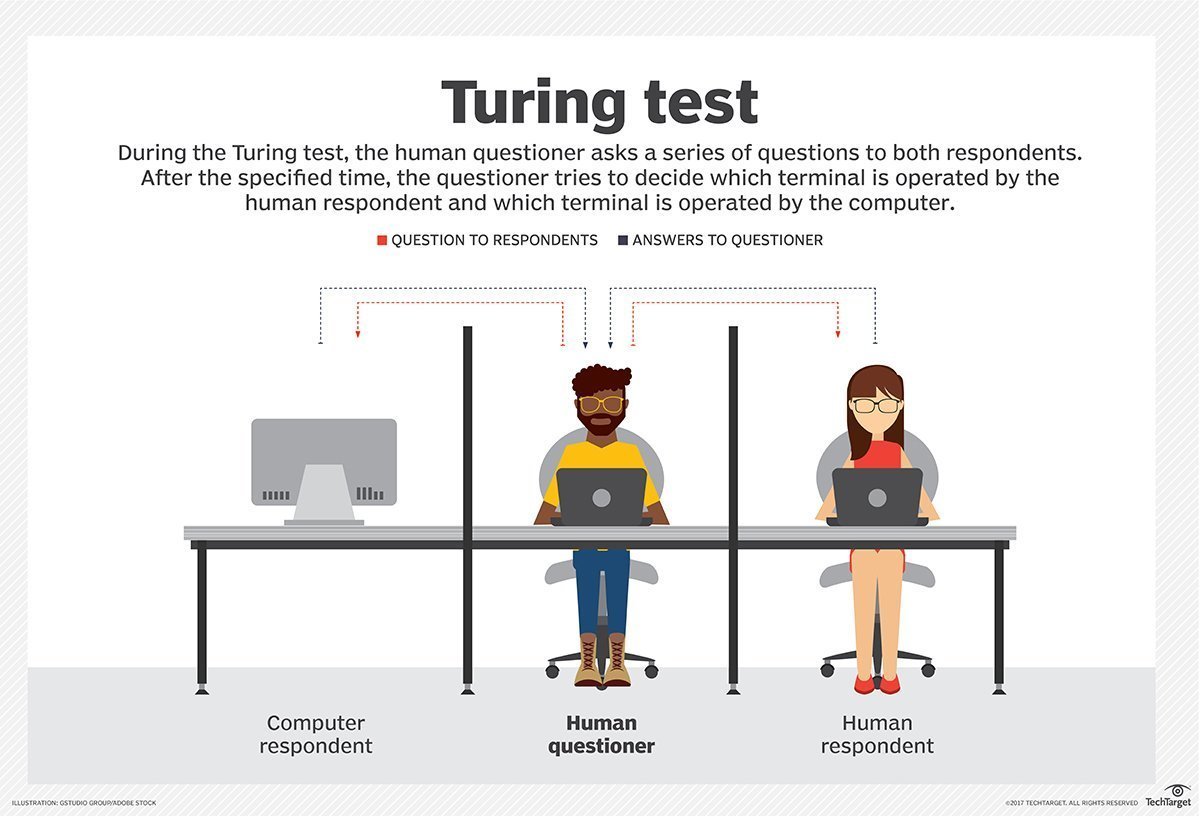 Turing test
During the Turing test, the human questioner asks a series of questions to both respondents.
After the specified time, the questioner tries to decide which terminal is operated by the
human respondent and which terminal is operated by the computer.
QUESTION TO RESPONDENTS ANSWERS TO QUESTIONER
Computer
respondent
Human
questioner
Human
respondent
ILLUSTRATION: GSTUDIO GROUP/ADOBE STOCK
©2017 TECHTARGET. ALL RIGHTS RESERVED TechTarget